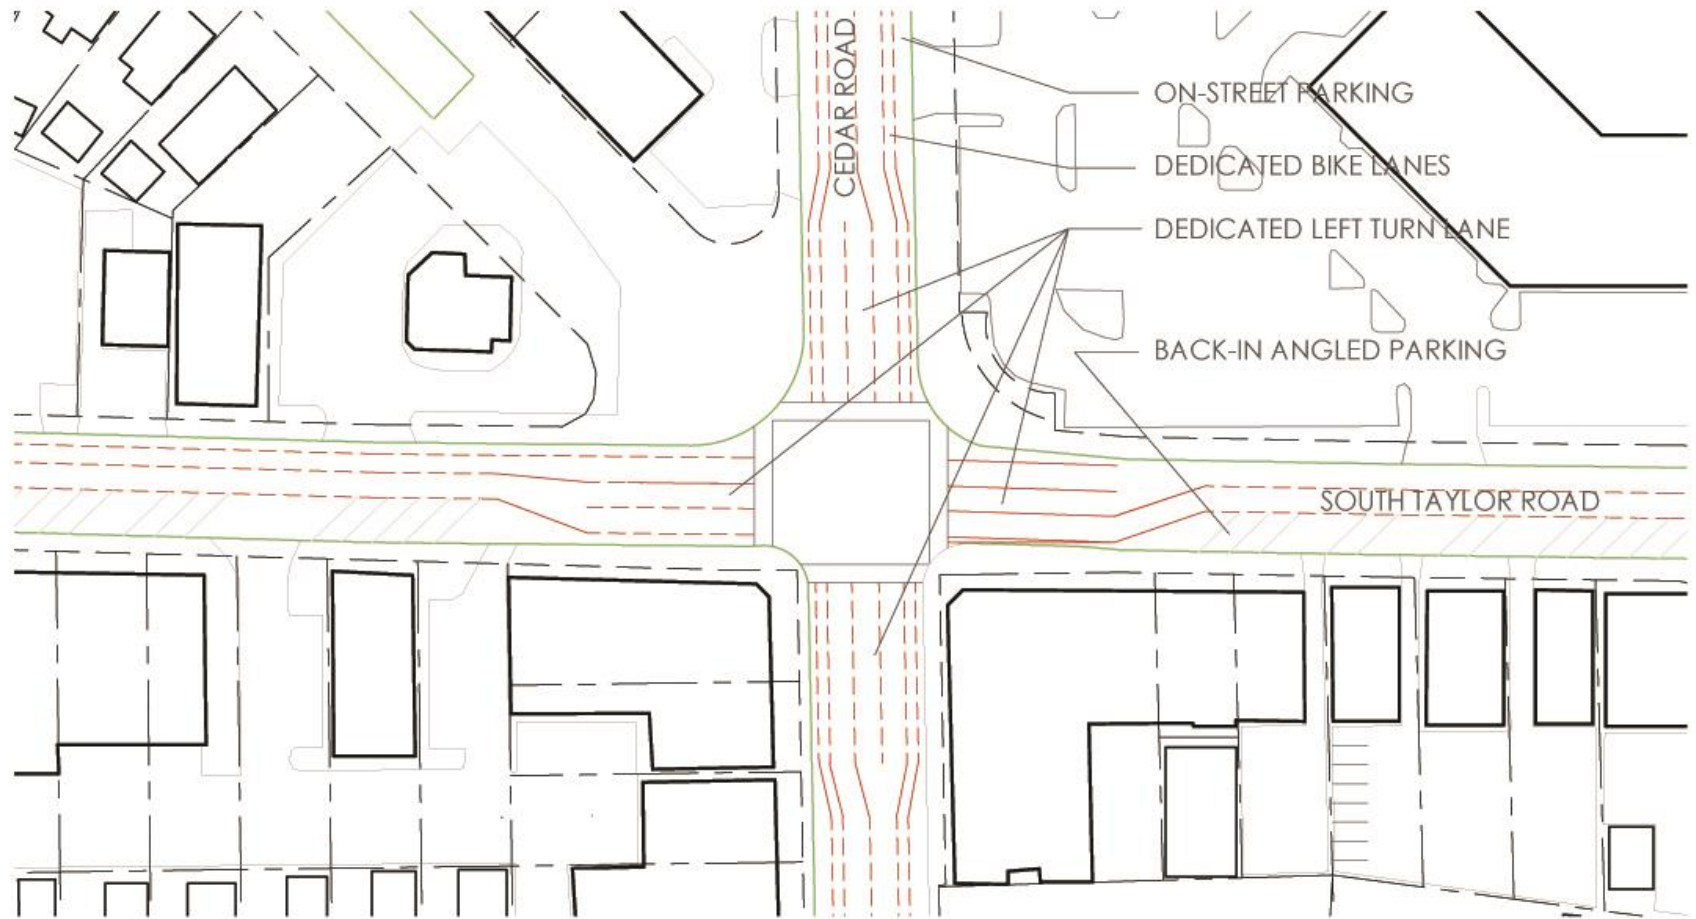 CEDAR ROAD
ON-STREET PARKING
DEDICATED BIKE LANES
DEDICATED LEFT TURN LANE
BACK-IN ANGLED PARKING
SOUTH TAYLOR ROAD